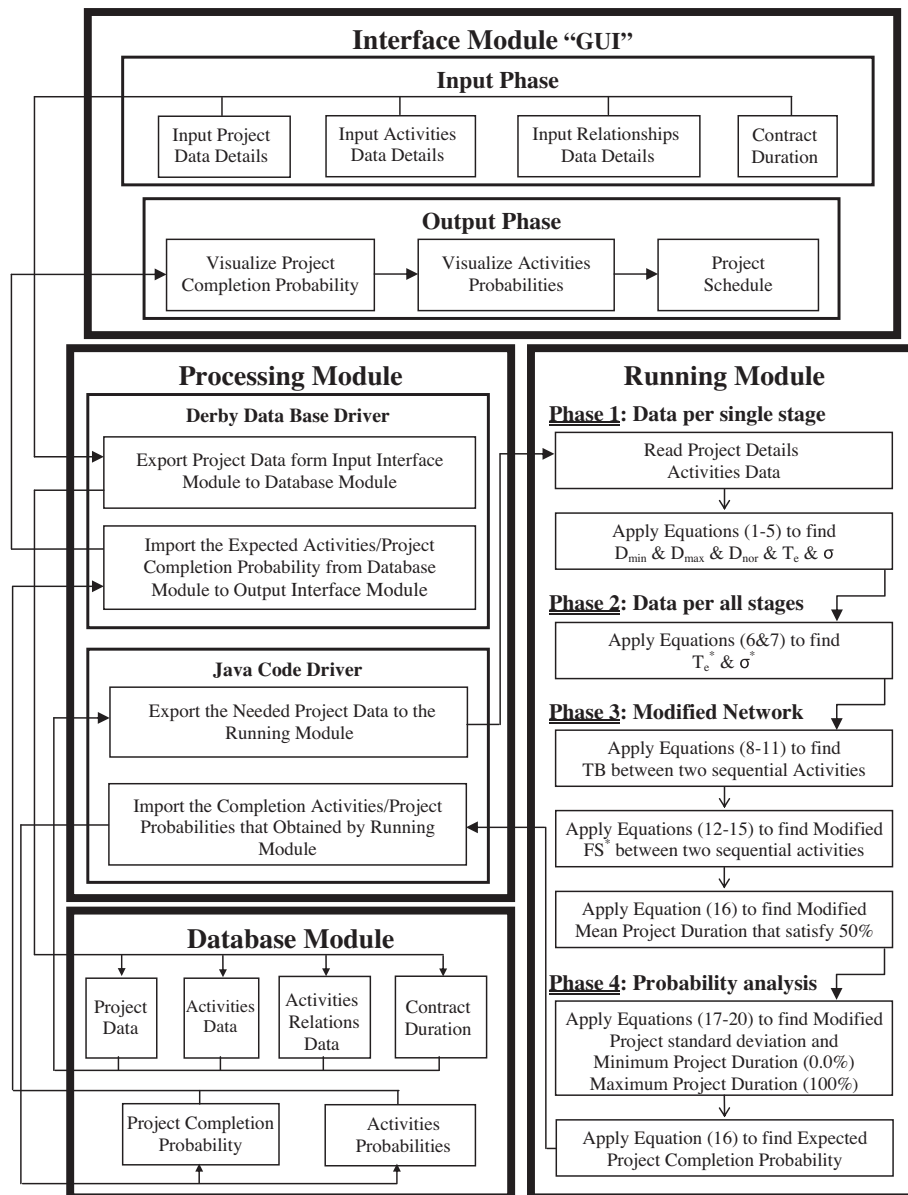 Interface Module “GUI”
Input Phase
Input Project
Data Details
Input Activities
Data Details
Input Relationships
Data Details
Contract
Duration
Output Phase
Visualize Project
Completion Probability
Visualize Activities
Probabilities
Project
Schedule
Processing Module
Derby Data Base Driver
Export Project Data form Input Interface
Module to Database Module
Import the Expected Activities/Project
Completion Probability from Database
Module to Output Interface Module
Java Code Driver
Export the Needed Project Data to the
Running Module
Import the Completion Activities/Project
Probabilities that Obtained by Running
Module
Database Module
Project
Data
Activities
Data
Activities
Relations
Data
Contract
Duration
Project Completion
Probability
Activities
Probabilities
Running Module
Phase 1: Data per single stage
Read Project Details
Activities Data
Apply Equations (1-5) to find
Dmin & Dmax & Dnor & Te & σ
Phase 2: Data per all stages
Apply Equations (6&7) to find
Te* & σ*
Phase 3: Modified Network
Apply Equations (8-11) to find
TB between two sequential Activities
Apply Equations (12-15) to find Modified
FS* between two sequential activities
Apply Equation (16) to find Modified
Mean Project Duration that satisfy 50%
Phase 4: Probability analysis
Apply Equations (17-20) to find Modified
Project standard deviation and
Minimum Project Duration (0.0%)
Maximum Project Duration (100%)
Apply Equation (16) to find Expected
Project Completion Probability